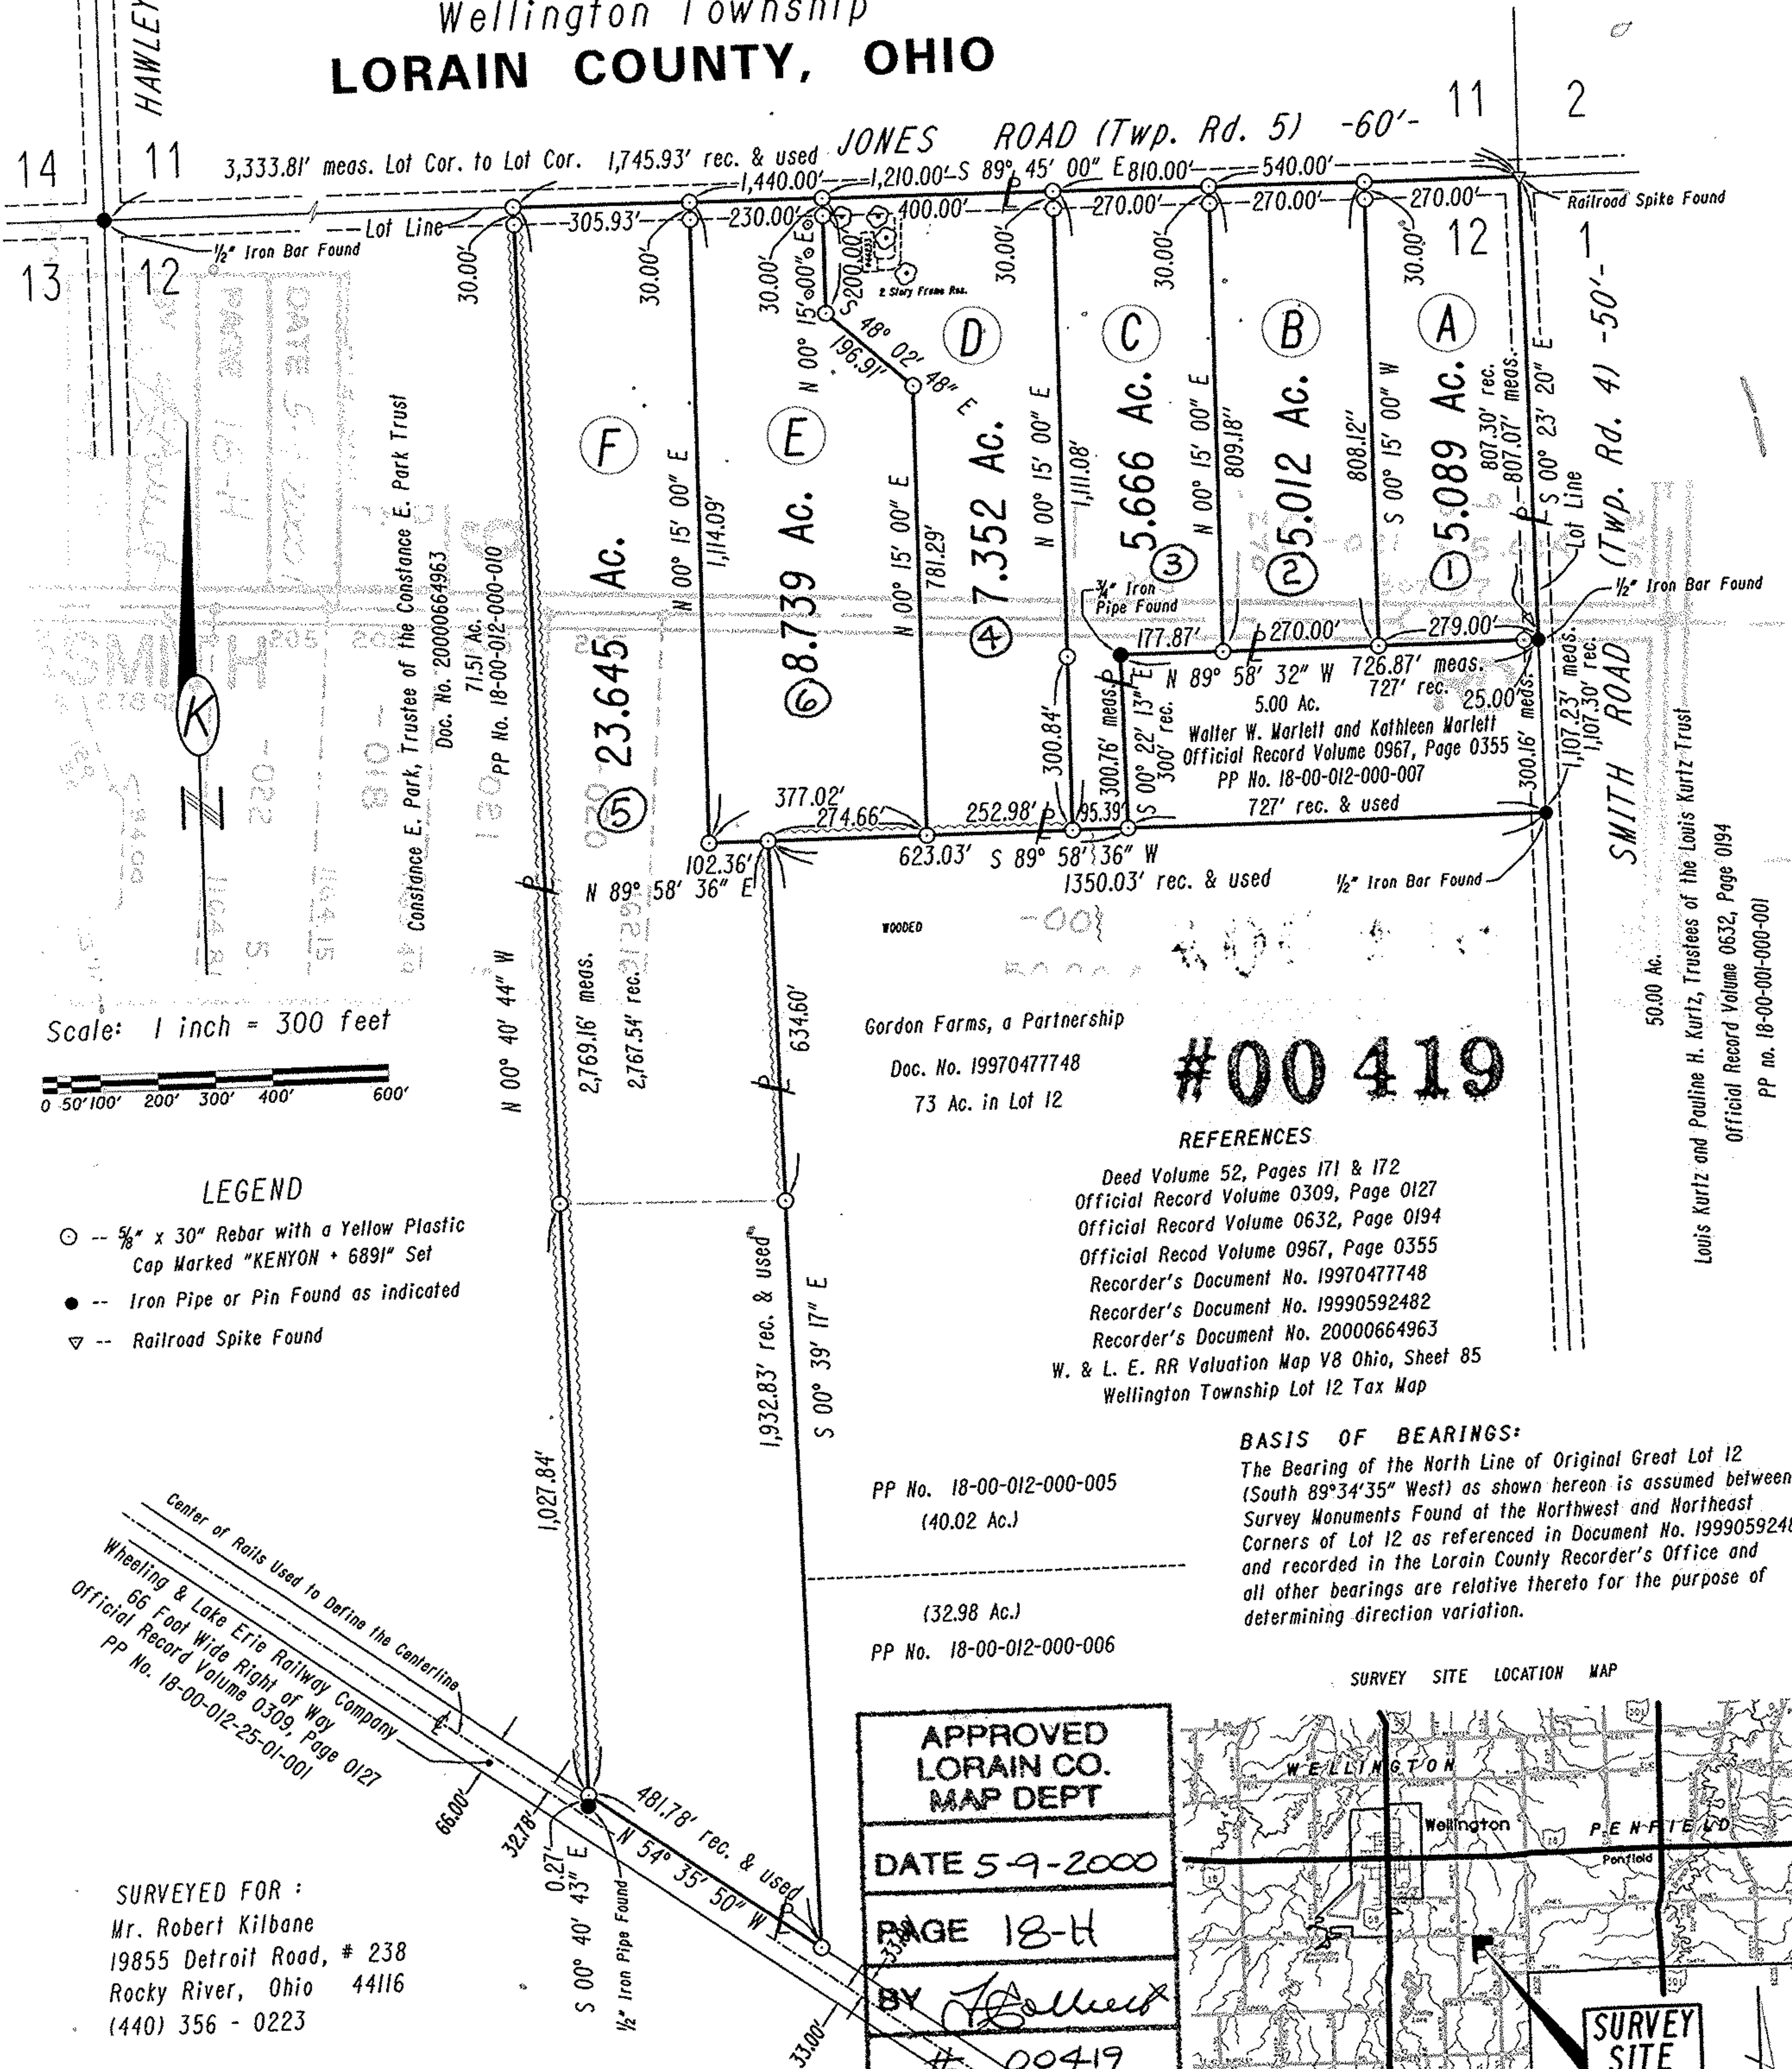 Wellington Township
LORAIN COUNTY, OHIO
HAWLEY
JONES ROAD (Twp. Rd. 5) -60'-
11
2
14
11
3,333.81' meas. Lot Cor. to Lot Cor. 1,745.93' rec. & used
1,440.00'
1,210.00'
S 89° 45' 00" E
810.00'
540.00'
Lot Line
305.93'
230.00'
400.00'
270.00'
270.00'
270.00'
Railroad Spike Found
1/2" Iron Bar Found
13
12
12
1
30.00'
30.00'
30.00'
30.00'
30.00'
30.00'
N 00° 15' 00" E
200.00'
2 Story Frame Res.
S 48° 02' 48" E
196.91'
F
E
D
C
B
A
23.645 Ac.
8.739 Ac.
7.352 Ac.
5.666 Ac.
5.012 Ac.
5.089 Ac.
5
6
4
3
2
1
N 00° 15' 00" E
1,114.09'
N 00° 15' 00" E
781.29'
N 00° 15' 00" E
1,111.08'
N 00° 15' 00" E
809.18'
808.12'
S 00° 15' 00" W
807.30' rec.
807.07' meas.
S 00° 23' 20" E
Lot Line
SMITH ROAD (Twp. Rd. 4) -50'-
1/2" Iron Bar Found
3/4" Iron
Pipe Found
177.87'
270.00'
279.00'
N 89° 58' 32" W
726.87' meas.
727' rec.
25.00'
5.00 Ac.
Walter W. Marlett and Kathleen Marlett
Official Record Volume 0967, Page 0355
PP No. 18-00-012-000-007
727' rec. & used
300.84'
300.76' meas.
300' rec.
S 00° 22' 13" E
300.16' meas.
1,107.23' meas.
1,107.30' rec.
377.02'
274.66'
252.98'
95.39'
102.36'
N 89° 58' 36" E
623.03'
S 89° 58' 36" W
1350.03' rec. & used
1/2" Iron Bar Found
WOODED
Constance E. Park, Trustee of the Constance E. Park Trust
Doc. No. 20000664963
71.51 Ac.
PP No. 18-00-012-000-010
K
N
N 00° 40' 44" W
2,769.16' meas.
2,767.54' rec.
634.60'
Gordon Farms, a Partnership
Doc. No. 19970477748
73 Ac. in Lot 12
#00419
50.00 Ac.
Louis Kurtz and Pauline H. Kurtz, Trustees of the Louis Kurtz Trust
Official Record Volume 0632, Page 0194
PP no. 18-00-001-000-001
Scale: 1 inch = 300 feet
0 50' 100' 200' 300' 400' 600'
LEGEND
-- 5/8" x 30" Rebar with a Yellow Plastic
Cap Marked "KENYON + 6891" Set
-- Iron Pipe or Pin Found as indicated
-- Railroad Spike Found
REFERENCES
Deed Volume 52, Pages 171 & 172
Official Record Volume 0309, Page 0127
Official Record Volume 0632, Page 0194
Official Recod Volume 0967, Page 0355
Recorder's Document No. 19970477748
Recorder's Document No. 19990592482
Recorder's Document No. 20000664963
W. & L. E. RR Valuation Map V8 Ohio, Sheet 85
Wellington Township Lot 12 Tax Map
1,932.83' rec. & used
S 00° 39' 17" E
1,027.84'
BASIS OF BEARINGS:
The Bearing of the North Line of Original Great Lot 12
(South 89°34'35" West) as shown hereon is assumed between
Survey Monuments Found at the Northwest and Northeast
Corners of Lot 12 as referenced in Document No. 1999059248
and recorded in the Lorain County Recorder's Office and
all other bearings are relative thereto for the purpose of
determining direction variation.
PP No. 18-00-012-000-005
(40.02 Ac.)
(32.98 Ac.)
PP No. 18-00-012-000-006
Center of Rails Used to Define the Centerline
Wheeling & Lake Erie Railway Company
66 Foot Wide Right of Way
Official Record Volume 0309, Page 0127
PP No. 18-00-012-25-01-001
66.00'
32.78'
0.27'
S 00° 40' 43" E
1/2" Iron Pipe Found
481.78' rec. & used
N 54° 35' 50" W
33.00'
SURVEYED FOR :
Mr. Robert Kilbane
19855 Detroit Road, # 238
Rocky River, Ohio 44116
(440) 356 - 0223
APPROVED
LORAIN CO.
MAP DEPT
DATE 5-9-2000
PAGE 18-H
BY
# 00419
SURVEY SITE LOCATION MAP
WELLINGTON
Wellington
PENFIELD
Penfield
SURVEY
SITE